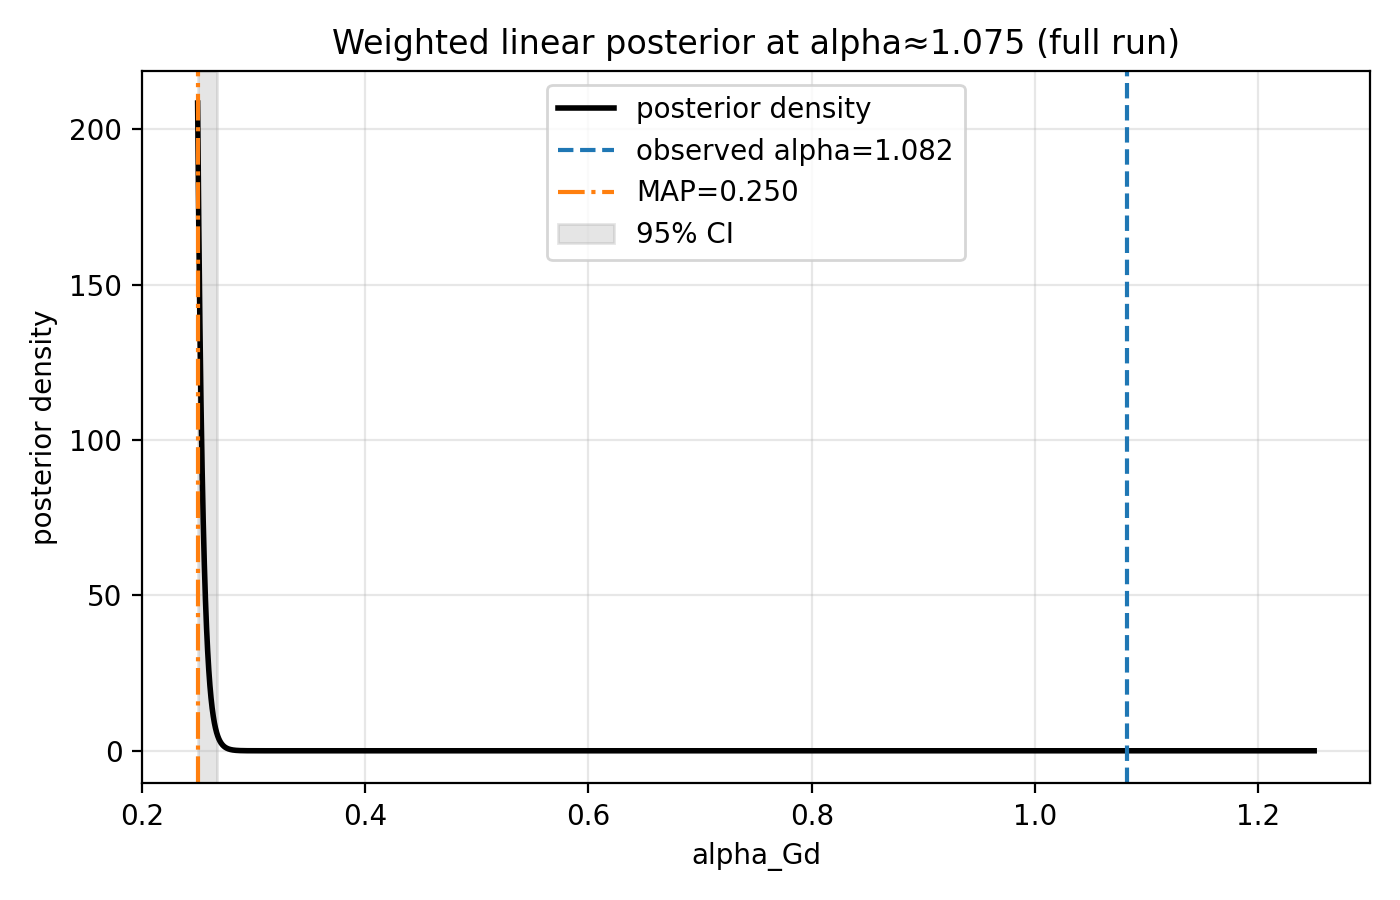 Weighted linear posterior at alpha≈1.075 (full run)
posterior density
observed alpha=1.082
MAP=0.250
95% CI
posterior density
200
150
100
50
0
0.2 0.4 0.6 0.8 1.0 1.2
alpha_Gd